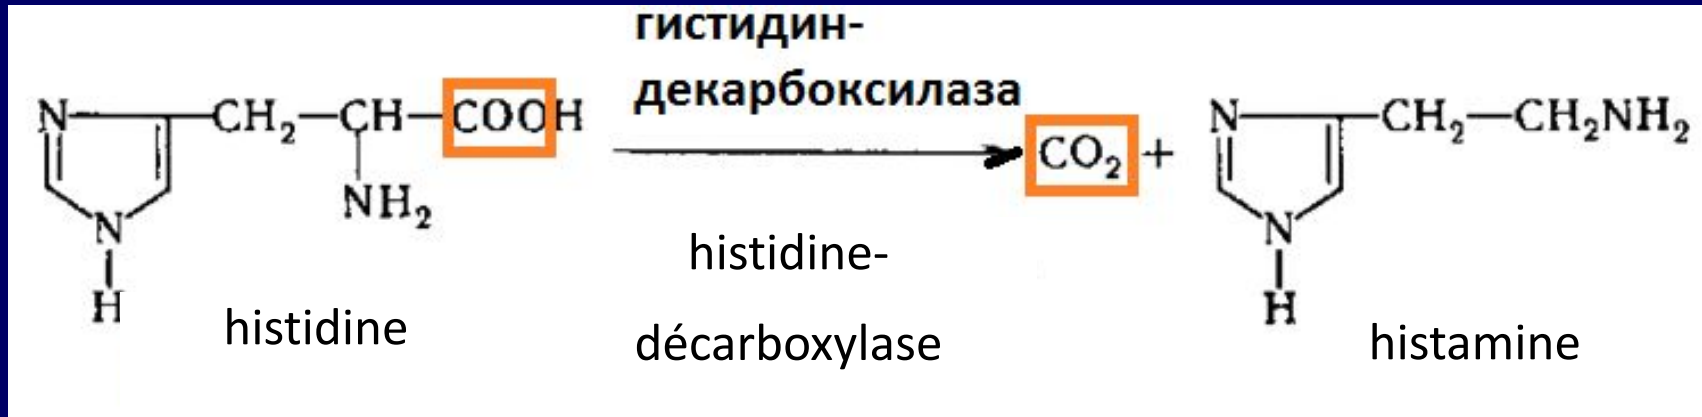 гистидин-
декарбоксилаза
N CH₂—CH—COOH
NH₂
N
H
CO₂ +
N CH₂—CH₂NH₂
N
H
histidine
histidine-
décarboxylase
histamine